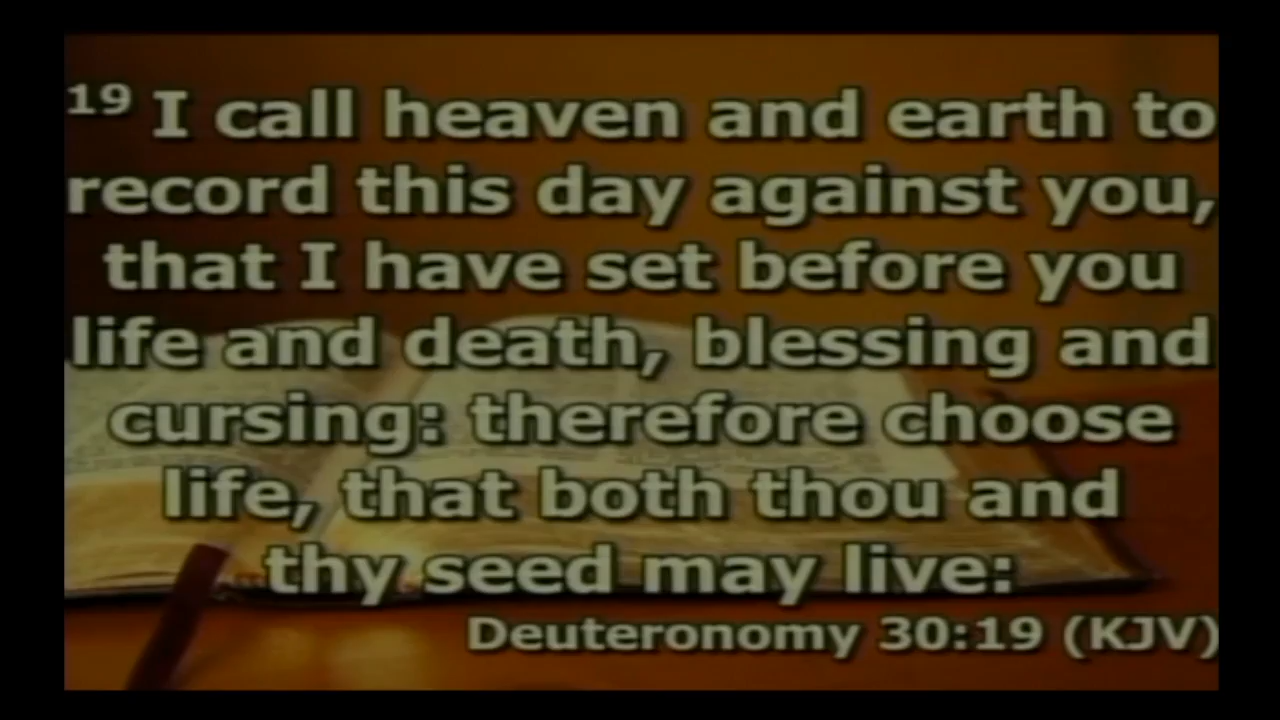 19 I call heaven and earth to
record this day against you,
that I have set before you
life and death, blessing and
cursing: therefore choose
life, that both thou and
thy seed may live:
Deuteronomy 30:19 (KJV)